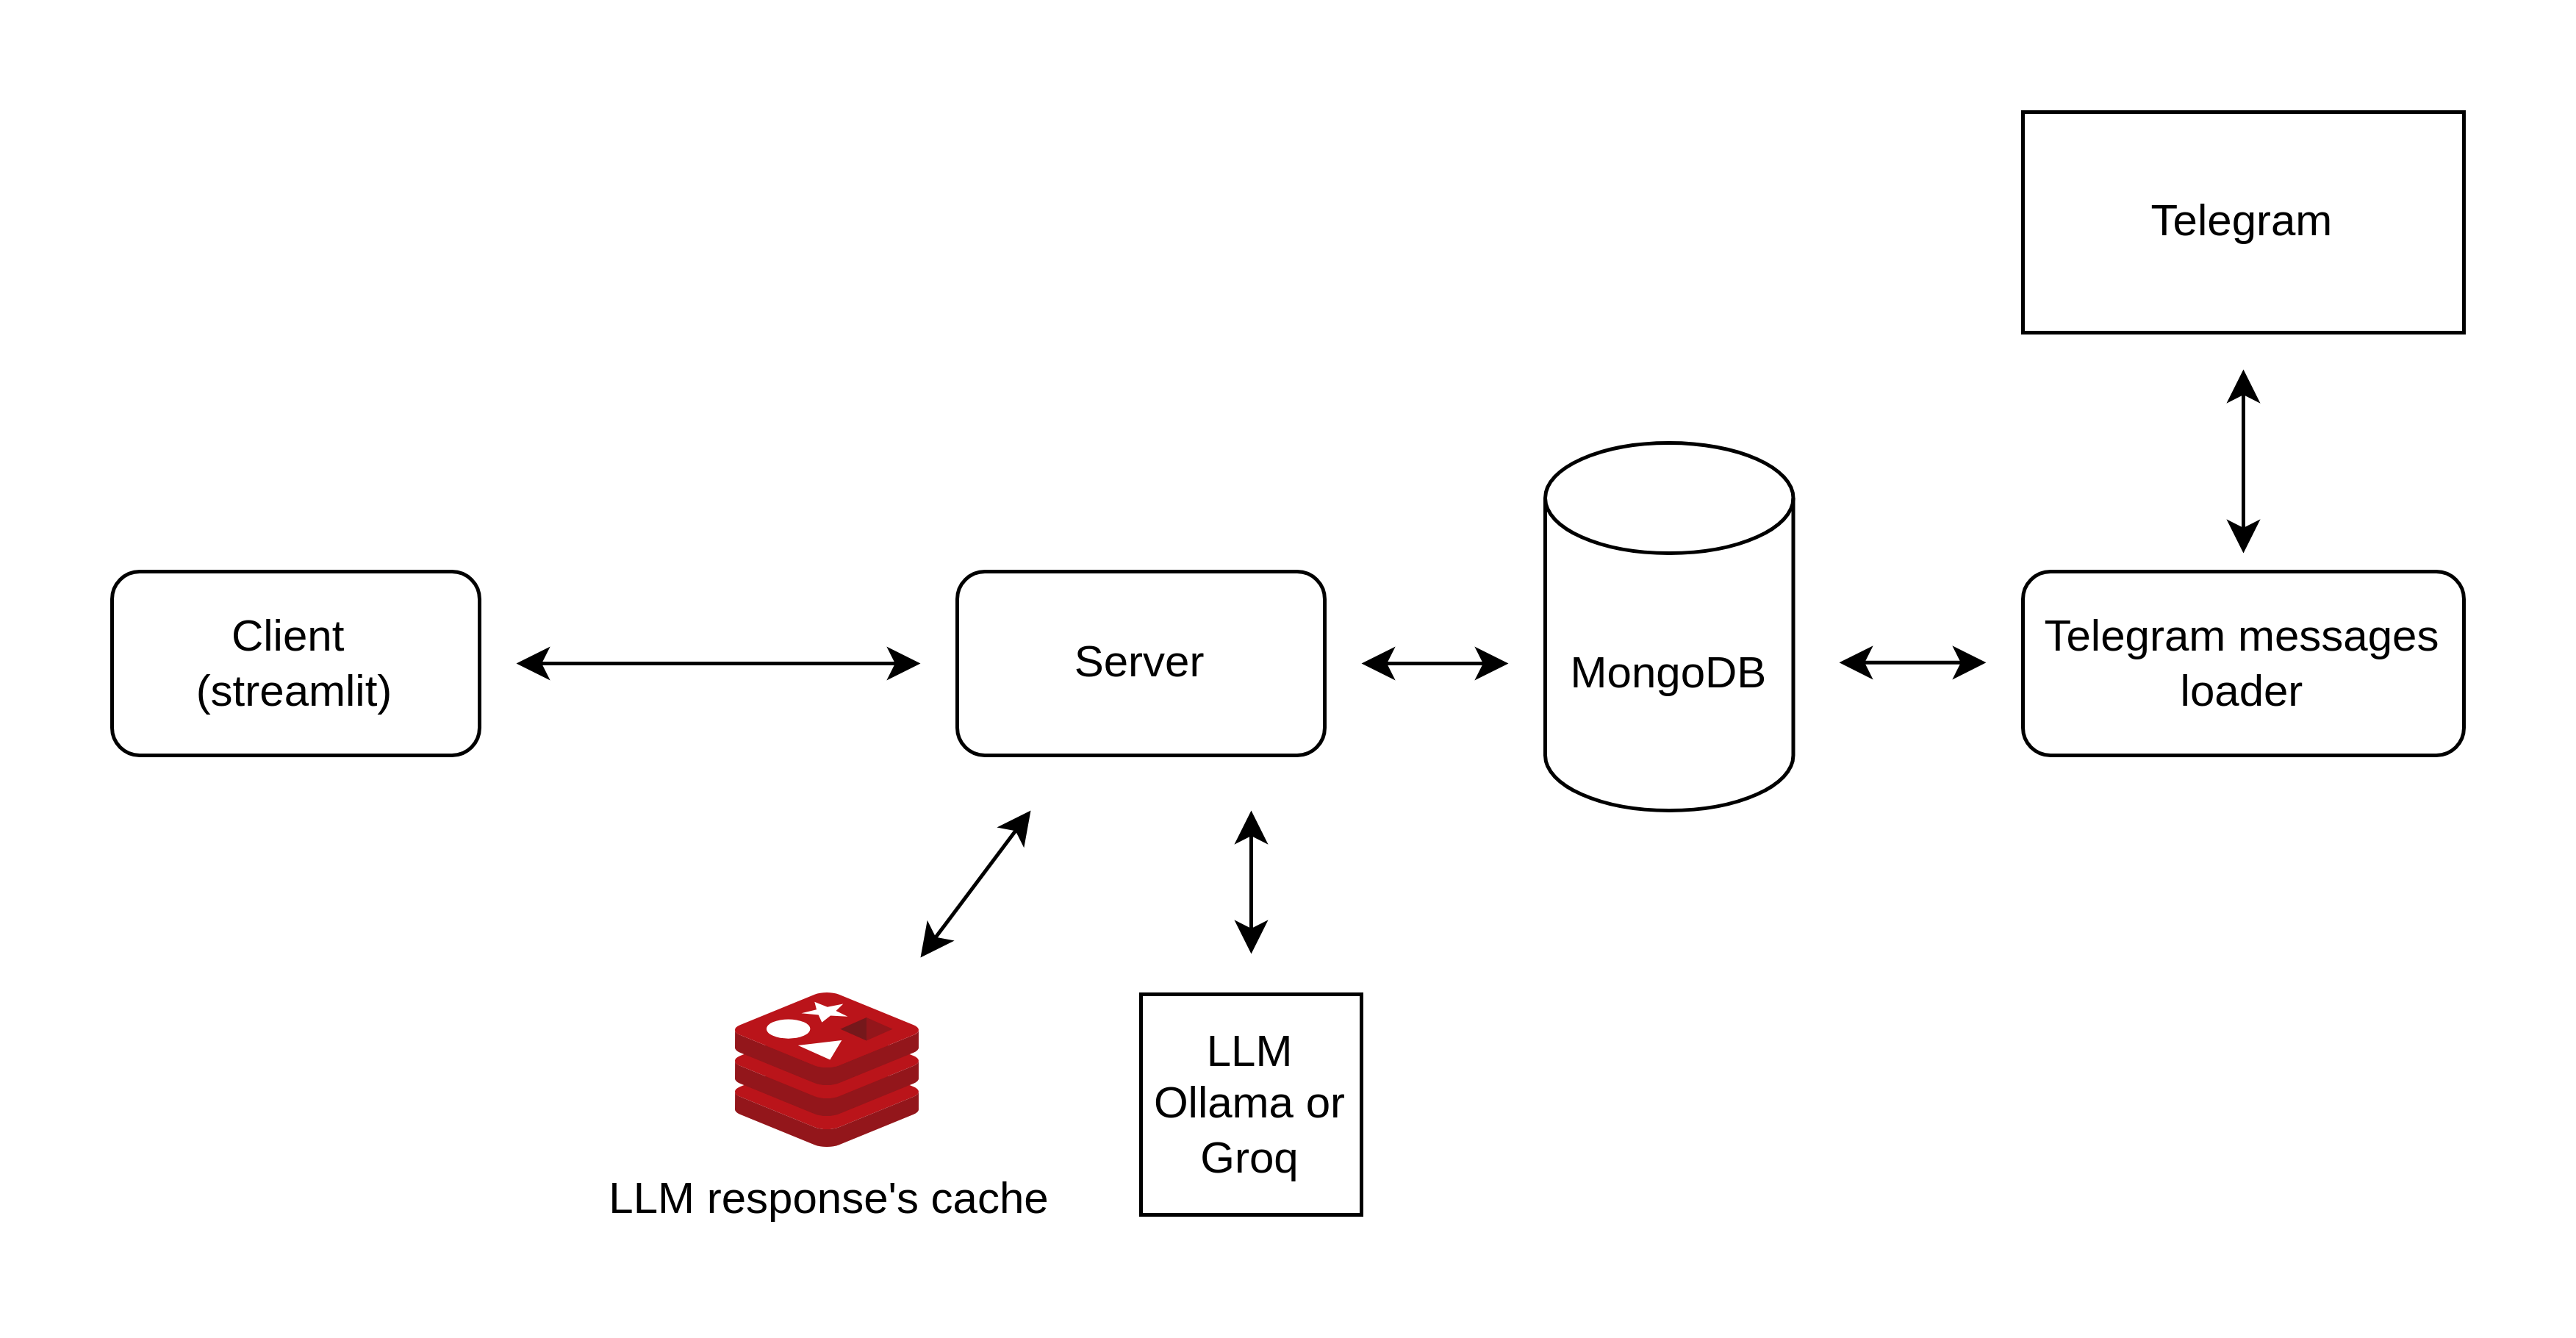 Telegram
Client
(streamlit)
Server
MongoDB
Telegram messages
loader
LLM response's cache
LLM
Ollama or
Groq